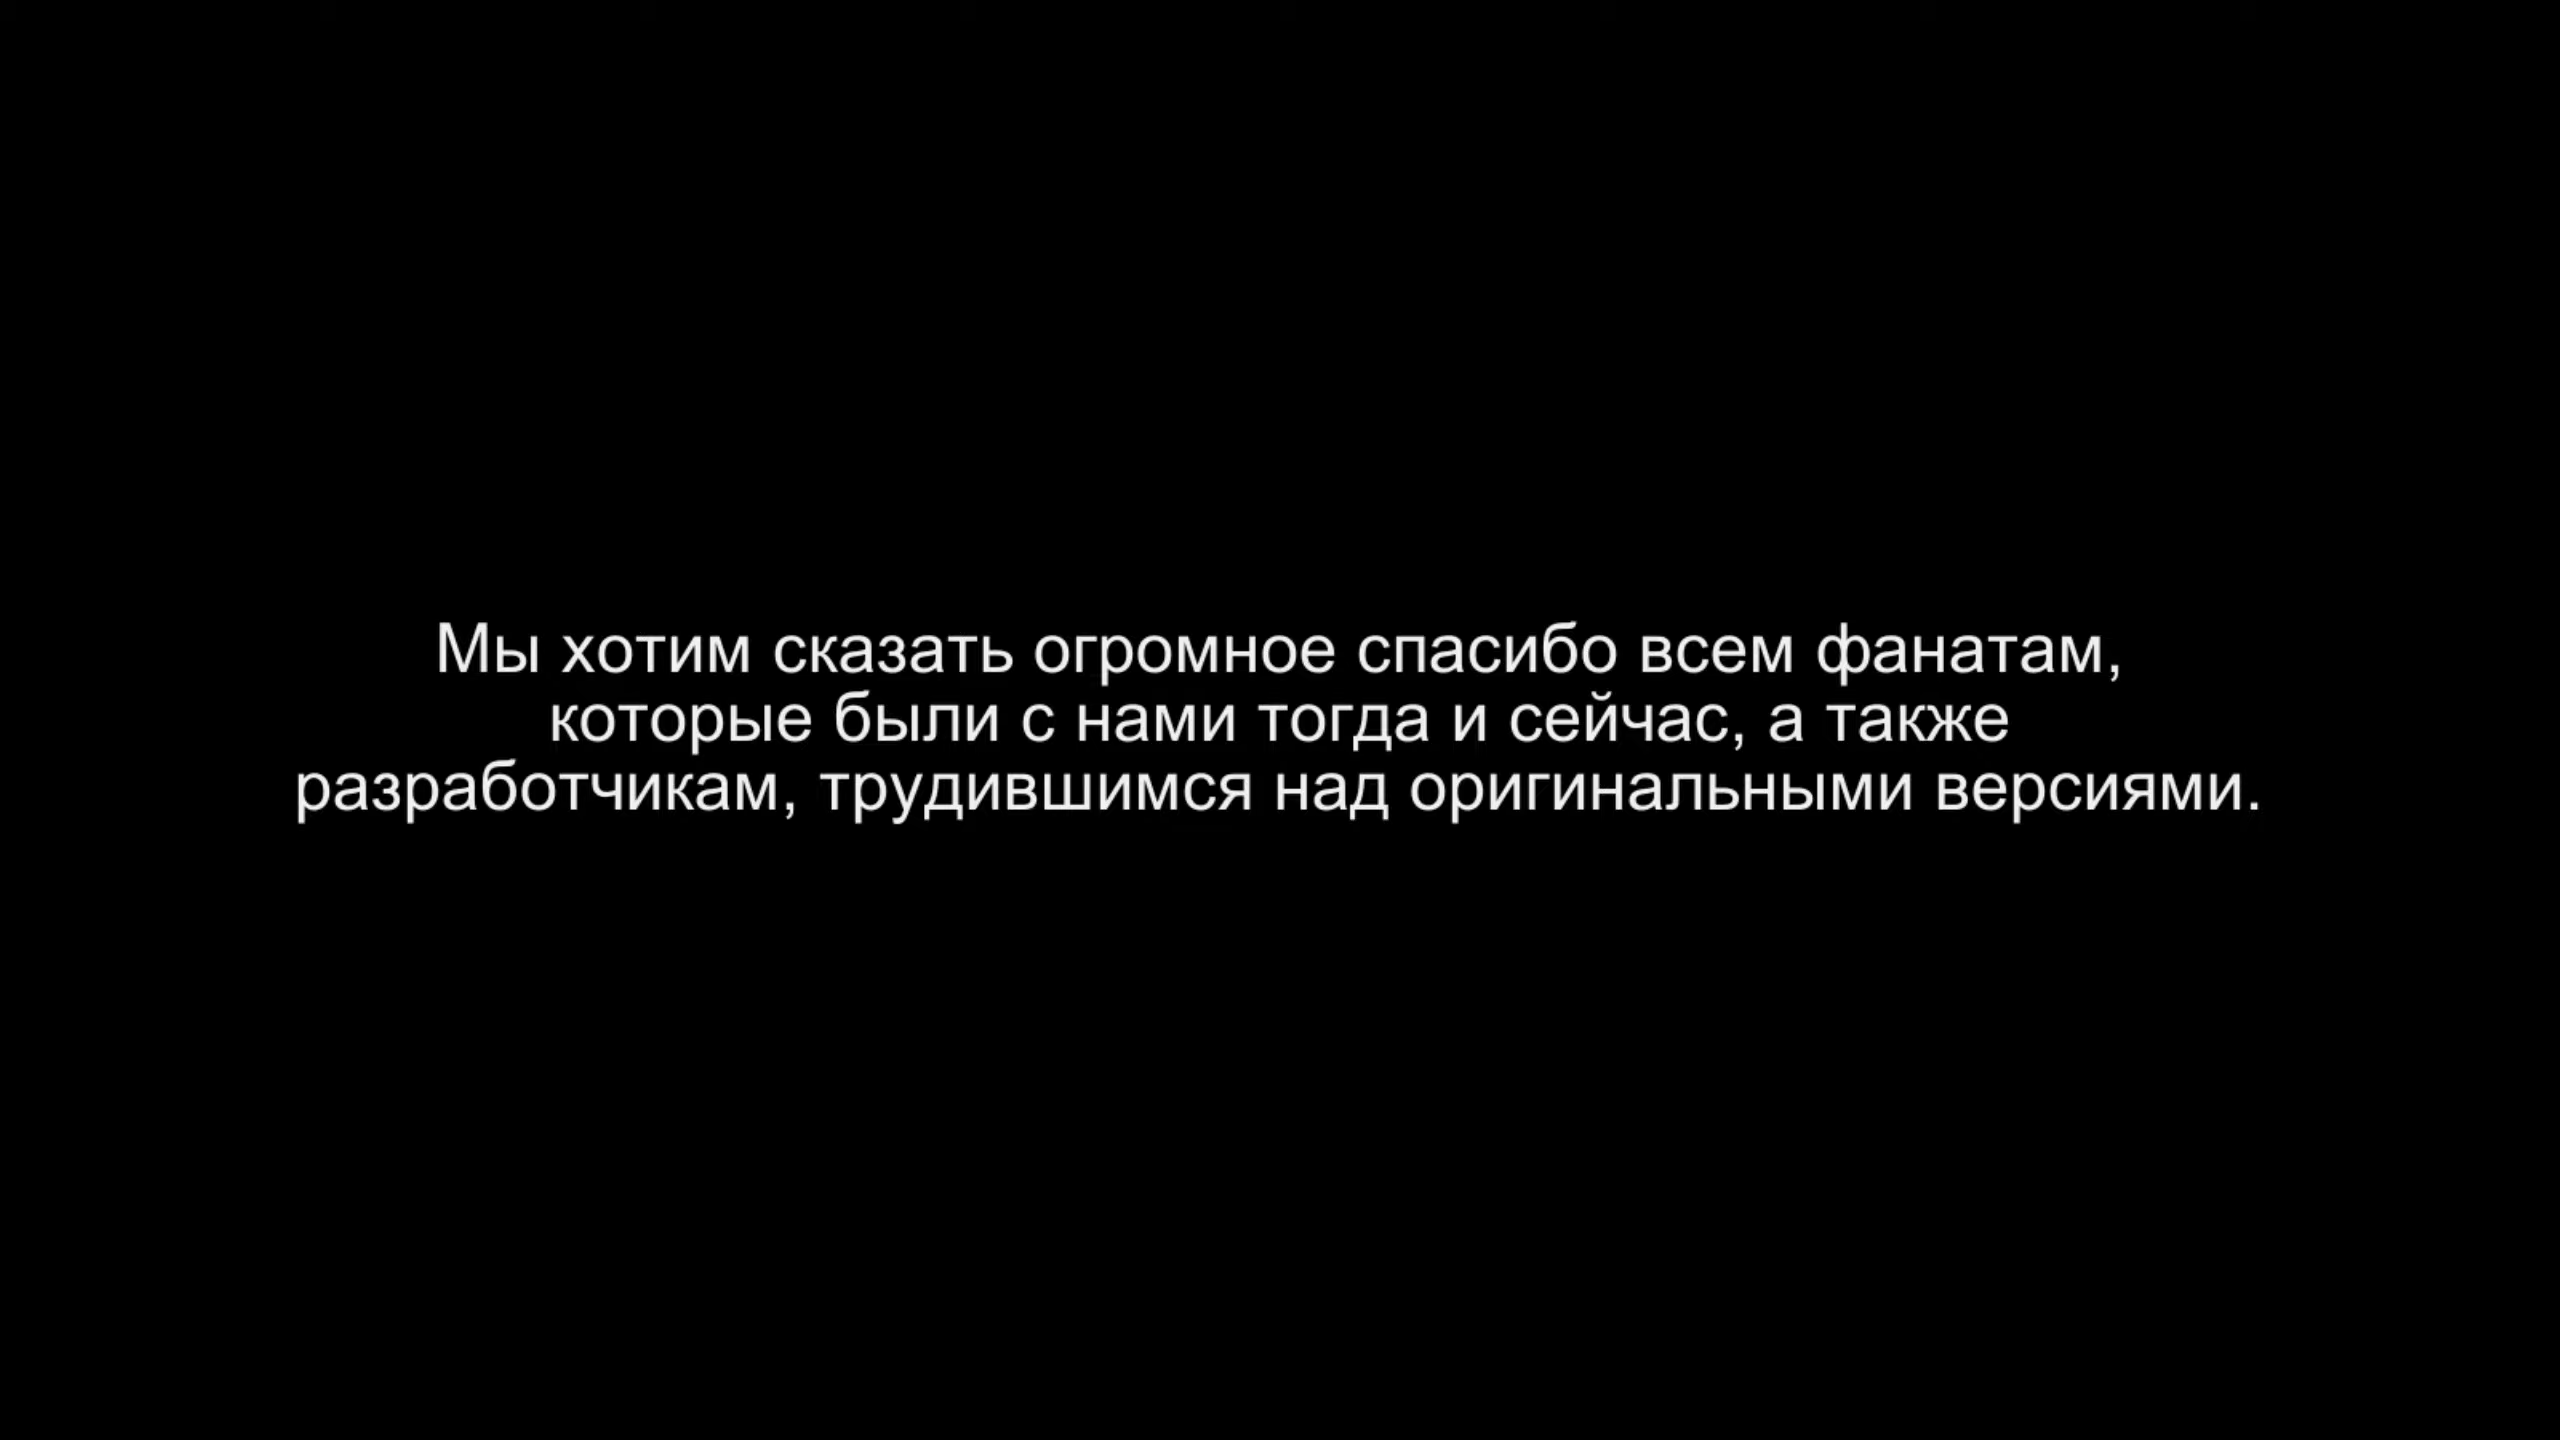 Мы хотим сказать огромное спасибо всем фанатам,
которые были с нами тогда и сейчас, а также
разработчикам, трудившимся над оригинальными версиями.